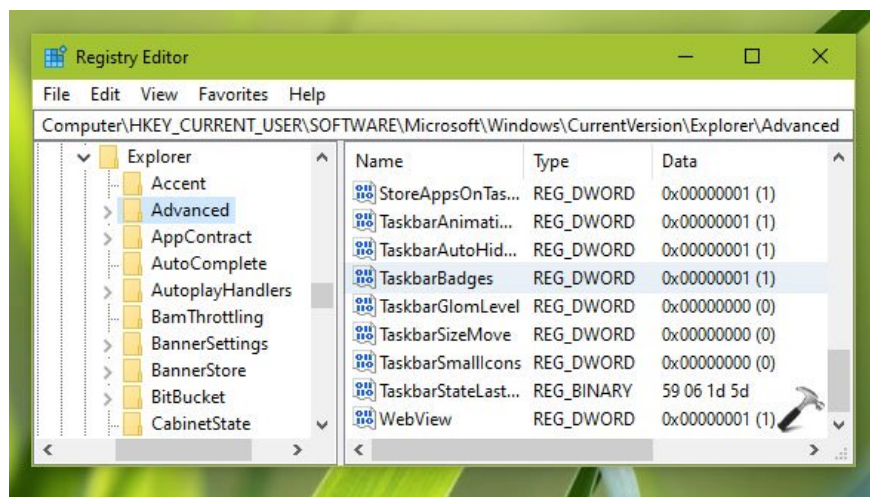 Registry Editor
File Edit View Favorites Help
Computer\HKEY_CURRENT_USER\SOFTWARE\Microsoft\Windows\CurrentVersion\Explorer\Advanced
Explorer
Accent
Advanced
AppContract
AutoComplete
AutoplayHandlers
BamThrottling
BannerSettings
BannerStore
BitBucket
CabinetState
Name Type Data
StoreAppsOnTas... REG_DWORD 0x00000001 (1)
TaskbarAnimati... REG_DWORD 0x00000001 (1)
TaskbarAutoHid... REG_DWORD 0x00000001 (1)
TaskbarBadges REG_DWORD 0x00000001 (1)
TaskbarGlomLevel REG_DWORD 0x00000000 (0)
TaskbarSizeMove REG_DWORD 0x00000000 (0)
TaskbarSmallIcons REG_DWORD 0x00000000 (0)
TaskbarStateLast... REG_BINARY 59 06 1d 5d
WebView REG_DWORD 0x00000001 (1)